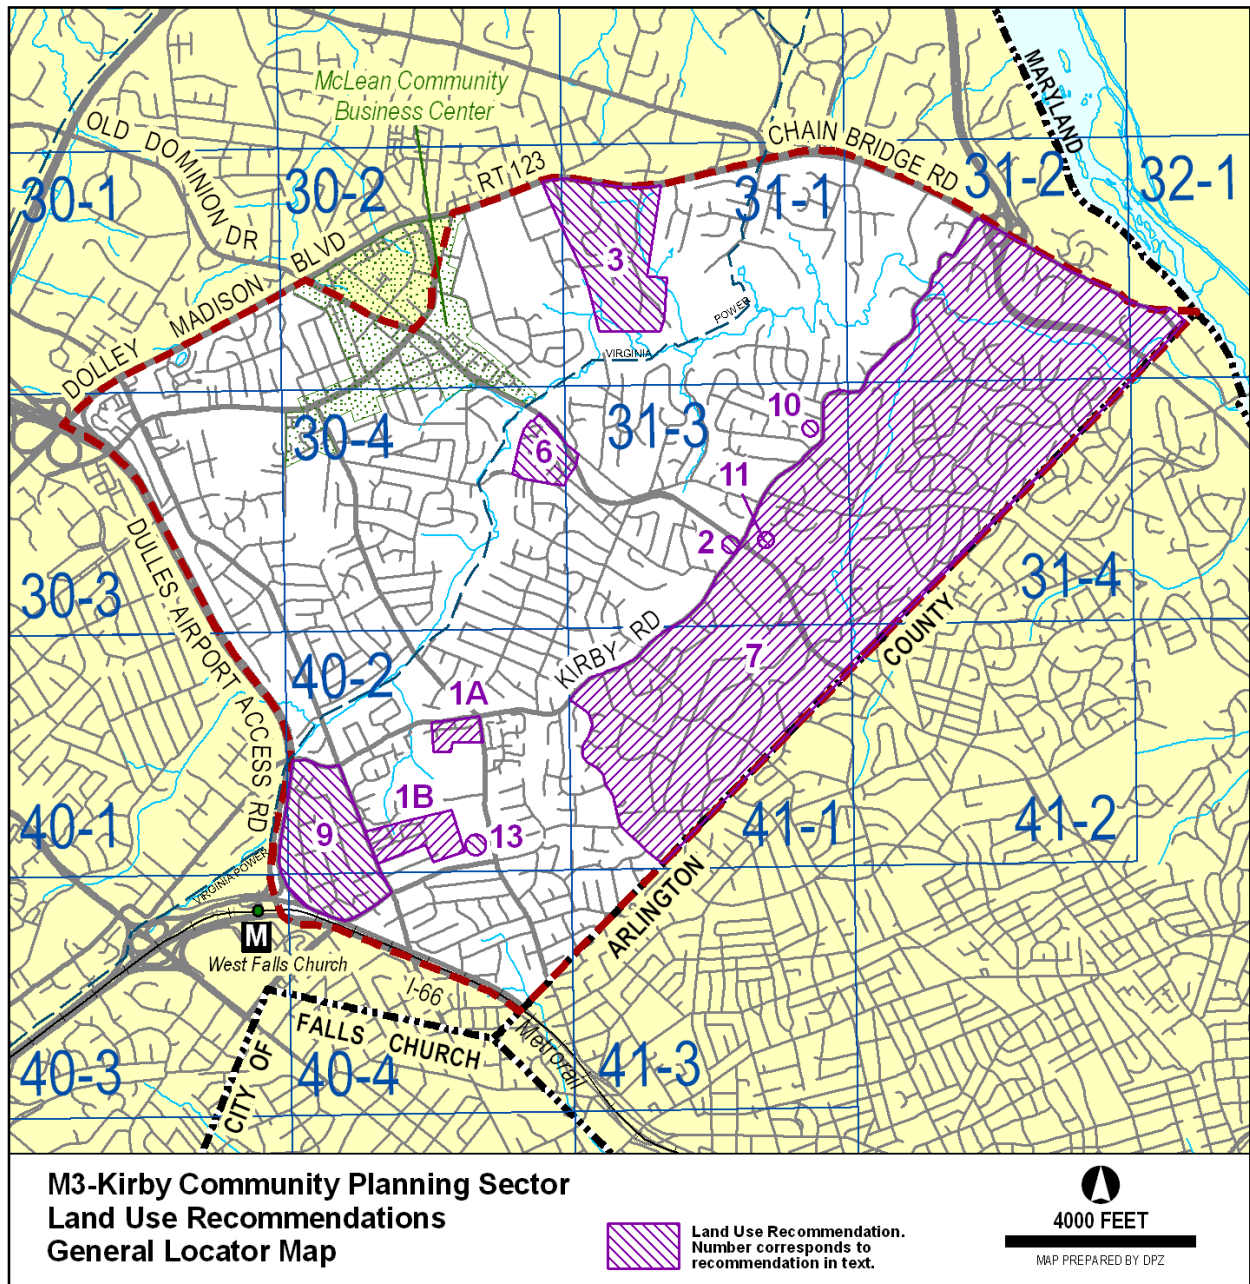 McLean Community
Business Center
OLD DOMINION DR
30-1
30-2
RT 123
CHAIN BRIDGE RD
MARYLAND
31-1
31-2
32-1
DOLLEY MADISON BLVD
3
VIRGINIA POWER
30-4
6
31-3
10
11
2
30-3
DULLES AIRPORT ACCESS RD
31-4
KIRBY RD
7
40-2
1A
ARLINGTON COUNTY
40-1
9
1B
13
41-1
41-2
VIRGINIA POWER
M
West Falls Church
I-66
Metrorail
CITY OF FALLS CHURCH
40-3
40-4
41-3
M3-Kirby Community Planning Sector
Land Use Recommendations
General Locator Map
Land Use Recommendation.
Number corresponds to
recommendation in text.
4000 FEET
MAP PREPARED BY DPZ